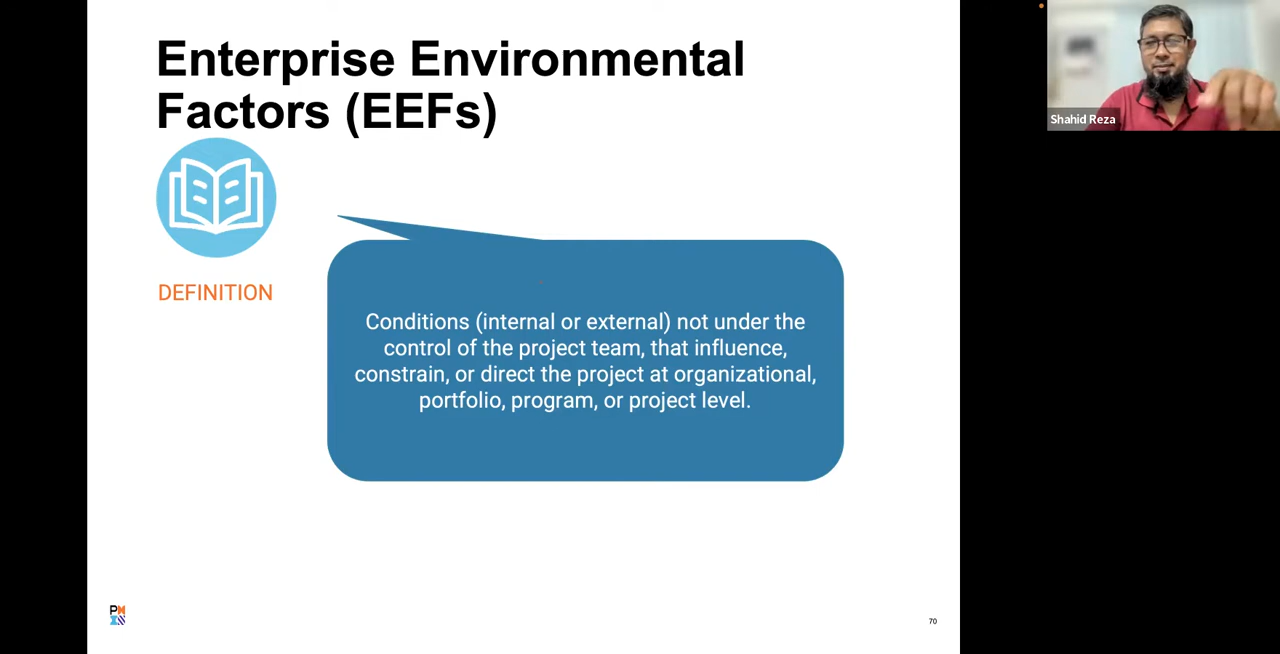 Enterprise Environmental
Factors (EEFs)
Shahid Reza
DEFINITION
Conditions (internal or external) not under the
control of the project team, that influence,
constrain, or direct the project at organizational,
portfolio, program, or project level.
70